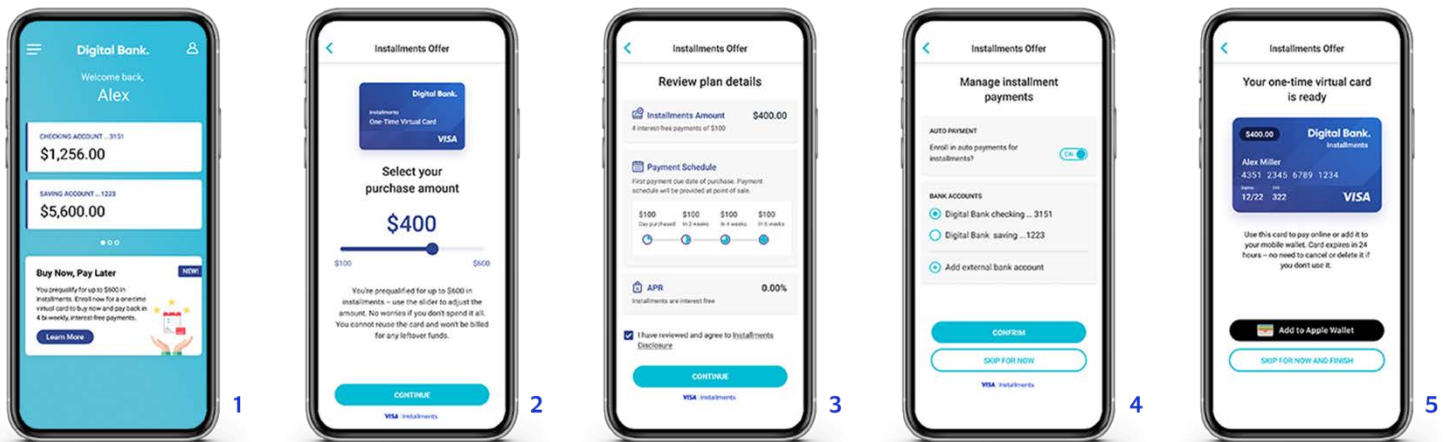 Digital Bank.
Welcome back,
Alex
CHECKING ACCOUNT ...3151
$1,256.00
SAVING ACCOUNT ...1223
$5,600.00
Buy Now, Pay Later
NEW!
You prequalify for up to $600 in
installments. Enroll now for a one-time
virtual card to buy now and pay back in
4 bi-weekly, interest-free payments.
Learn More
1
Installments Offer
Digital Bank.
Installments
One-Time Virtual Card
VISA
Select your
purchase amount
$400
$100
$600
You're prequalified for up to $600 in
installments – use the slider to adjust the
amount. No worries if you don't spend it all.
You cannot reuse the card and won't be billed
for any leftover funds.
CONTINUE
VISA Installments
2
Installments Offer
Review plan details
Installments Amount
$400.00
4 interest-free payments of $100
Payment Schedule
First payment due date of purchase. Payment
schedule will be provided at point of sale.
$100 $100 $100 $100
Day purchased In 2 weeks In 4 weeks In 6 weeks
APR
0.00%
Installments are interest free
I have reviewed and agree to Installments
Disclosure
CONTINUE
VISA Installments
3
Installments Offer
Manage installment
payments
AUTO PAYMENT
Enroll in auto payments for
installments?
ON
BANK ACCOUNTS
Digital Bank checking ... 3151
Digital Bank saving ...1223
Add external bank account
CONFRIM
SKIP FOR NOW
VISA Installments
4
Installments Offer
Your one-time virtual card
is ready
$400.00
Digital Bank.
Installments
Alex Miller
4351 2345 6789 1234
Expires
12/22 322
VISA
Use this card to pay online or add it to
your mobile wallet. Card expires in 24
hours – no need to cancel or delete it if
you don't use it.
Add to Apple Wallet
SKIP FOR NOW AND FINISH
5